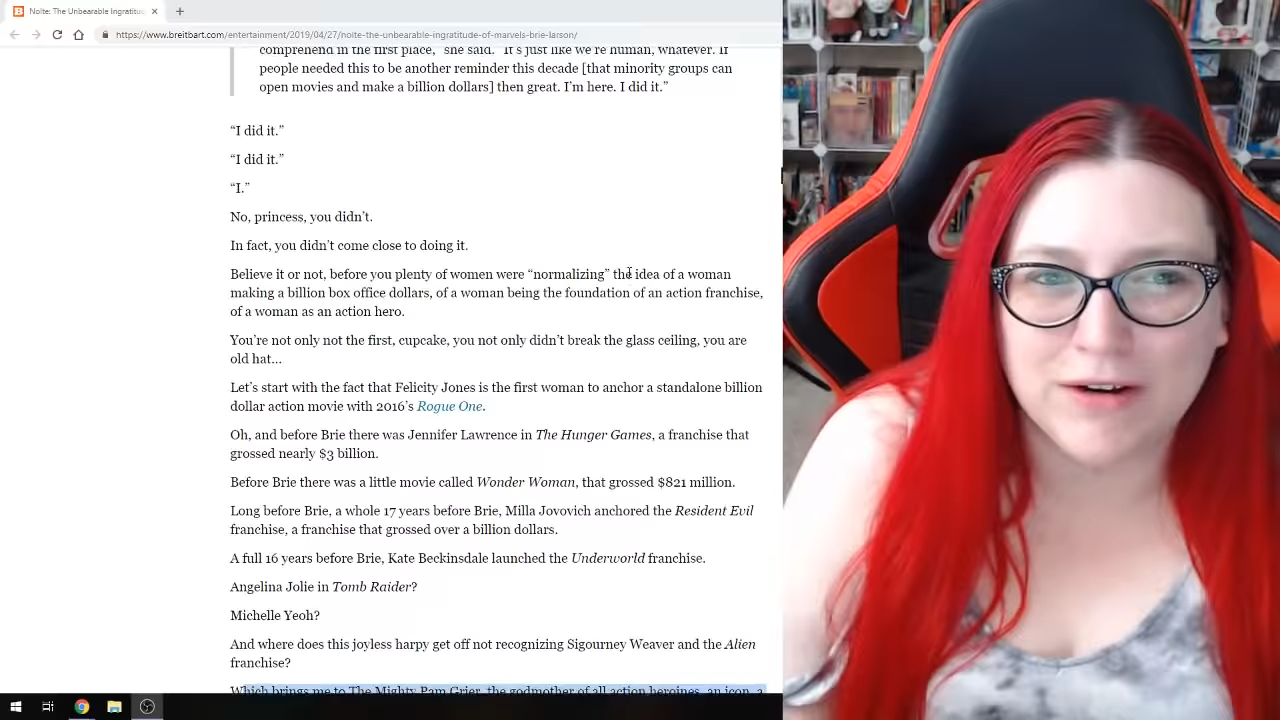 Nolte: The Unbearable Ingratitud
https://www.breitbart.com/entertainment/2019/04/27/nolte-the-unbearable-ingratitude-of-marvels-brie-larson/
comprehend in the first place," she said. "It's just like we're human, whatever. If
people needed this to be another reminder this decade [that minority groups can
open movies and make a billion dollars] then great. I'm here. I did it."
"I did it."
"I did it."
"I."
No, princess, you didn't.
In fact, you didn't come close to doing it.
Believe it or not, before you plenty of women were "normalizing" the idea of a woman
making a billion box office dollars, of a woman being the foundation of an action franchise,
of a woman as an action hero.
You're not only not the first, cupcake, you not only didn't break the glass ceiling, you are
old hat…
Let's start with the fact that Felicity Jones is the first woman to anchor a standalone billion
dollar action movie with 2016's Rogue One.
Oh, and before Brie there was Jennifer Lawrence in The Hunger Games, a franchise that
grossed nearly $3 billion.
Before Brie there was a little movie called Wonder Woman, that grossed $821 million.
Long before Brie, a whole 17 years before Brie, Milla Jovovich anchored the Resident Evil
franchise, a franchise that grossed over a billion dollars.
A full 16 years before Brie, Kate Beckinsdale launched the Underworld franchise.
Angelina Jolie in Tomb Raider?
Michelle Yeoh?
And where does this joyless harpy get off not recognizing Sigourney Weaver and the Alien
franchise?
Which brings me to The Mighty Pam Grier, the godmother of all action heroines, an icon, a